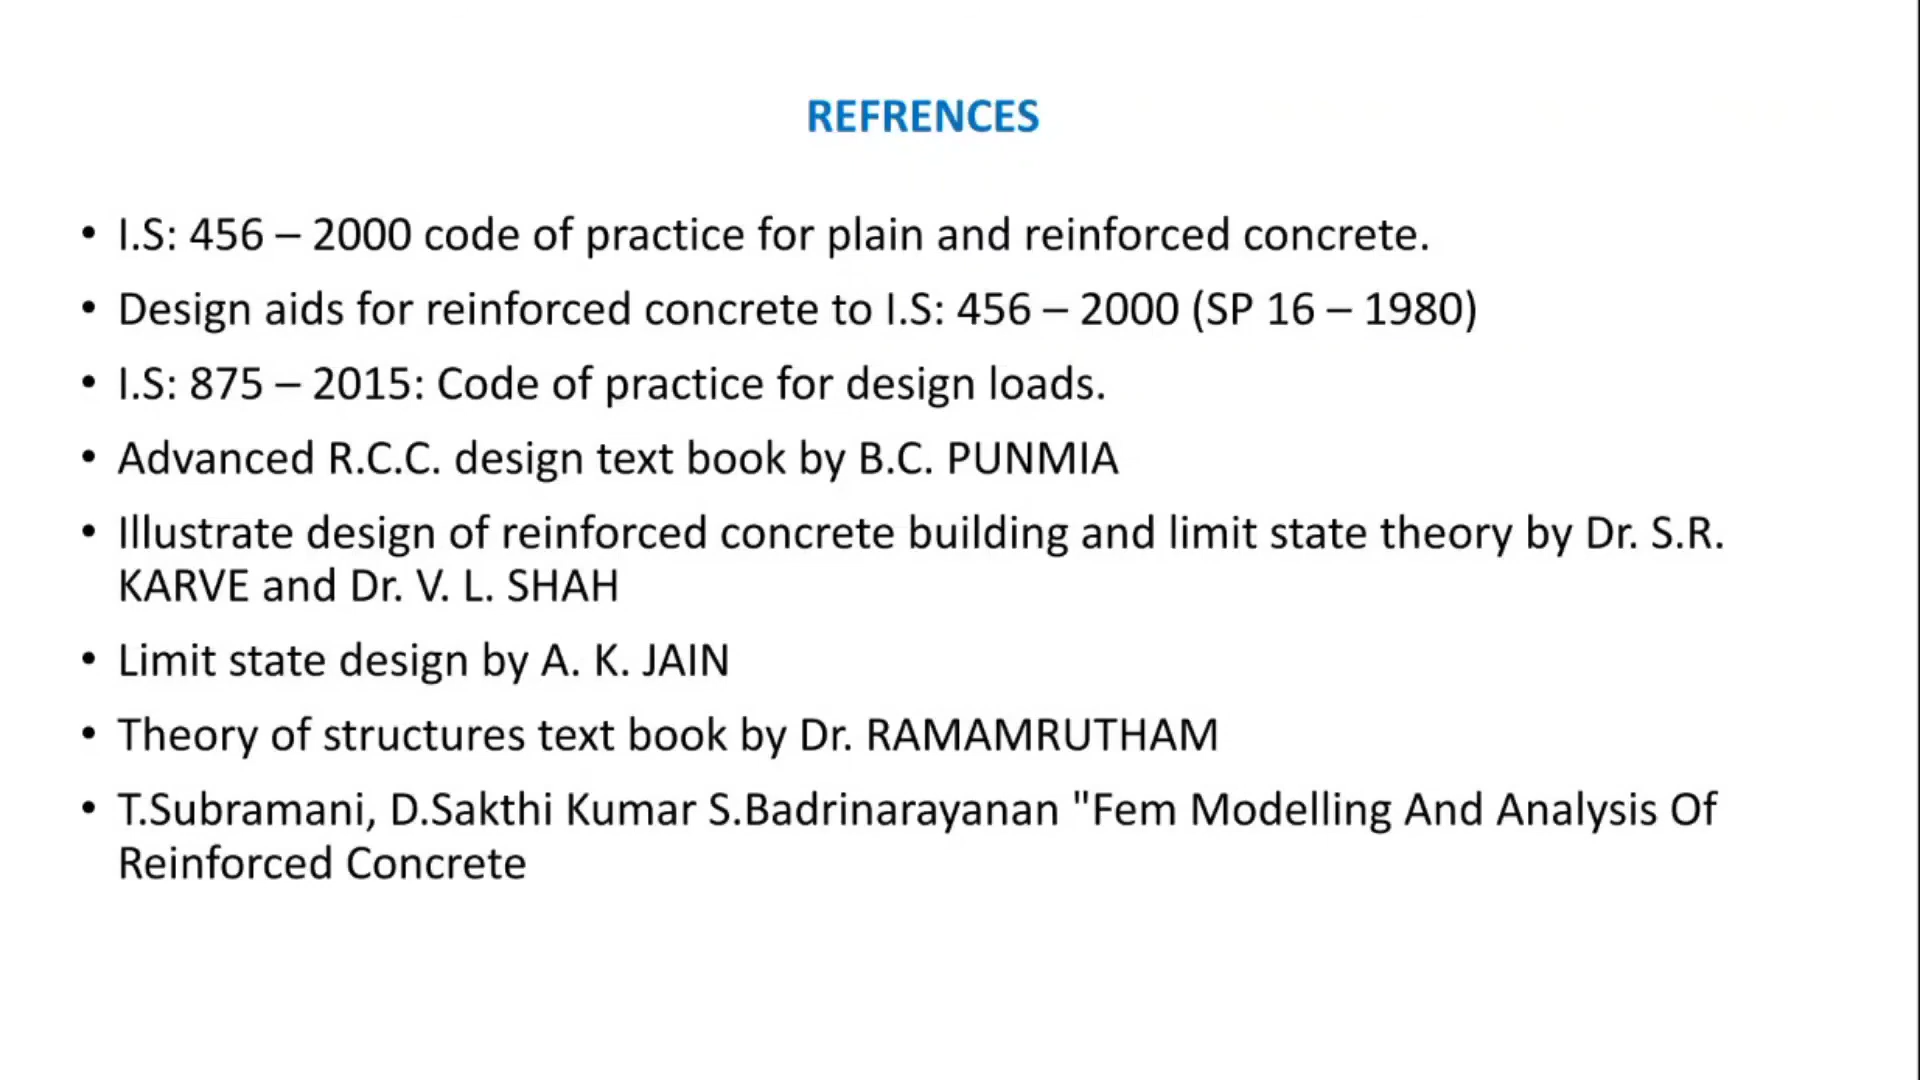 REFRENCES
• I.S: 456 – 2000 code of practice for plain and reinforced concrete.
• Design aids for reinforced concrete to I.S: 456 – 2000 (SP 16 – 1980)
• I.S: 875 – 2015: Code of practice for design loads.
• Advanced R.C.C. design text book by B.C. PUNMIA
• Illustrate design of reinforced concrete building and limit state theory by Dr. S.R.
KARVE and Dr. V. L. SHAH
• Limit state design by A. K. JAIN
• Theory of structures text book by Dr. RAMAMRUTHAM
• T.Subramani, D.Sakthi Kumar S.Badrinarayanan "Fem Modelling And Analysis Of
Reinforced Concrete